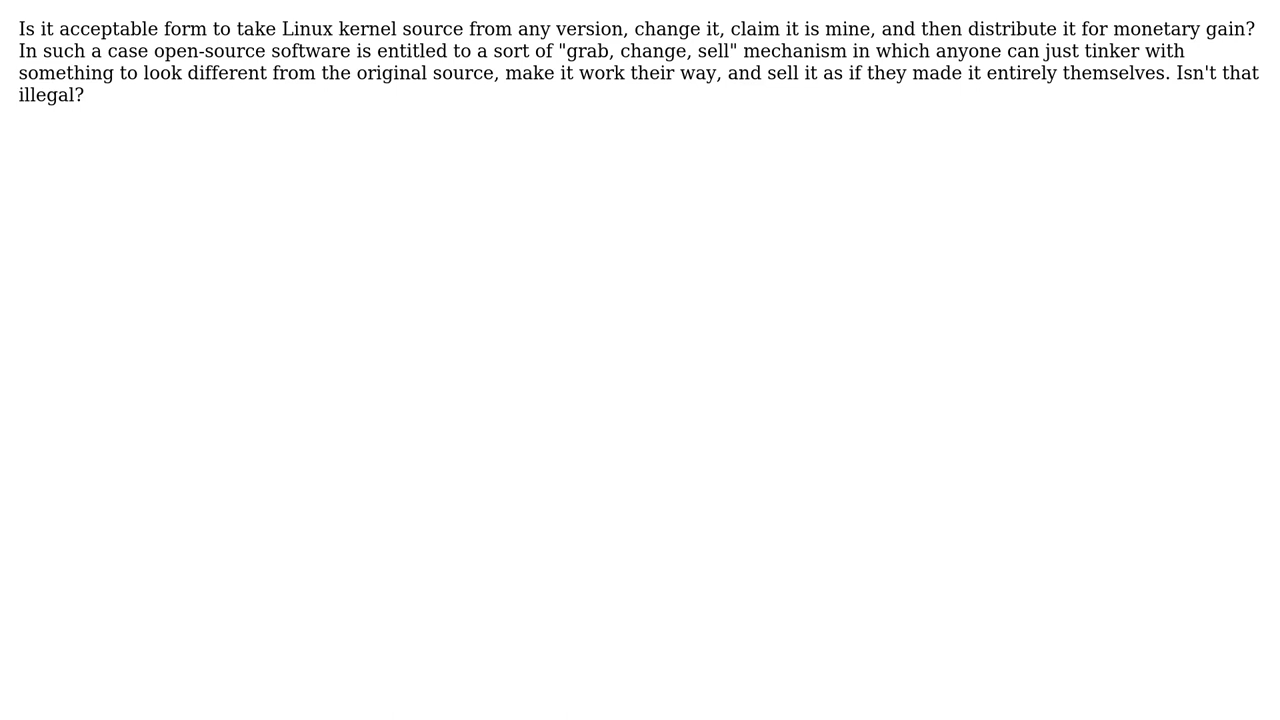 Is it acceptable form to take Linux kernel source from any version, change it, claim it is mine, and then distribute it for monetary gain?
In such a case open-source software is entitled to a sort of "grab, change, sell" mechanism in which anyone can just tinker with
something to look different from the original source, make it work their way, and sell it as if they made it entirely themselves. Isn't that
illegal?